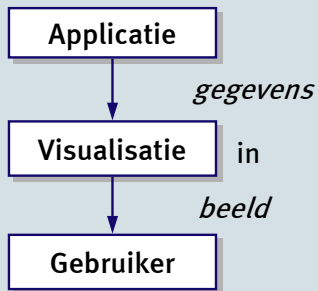 Applicatie
gegevens
Visualisatie in
beeld
Gebruiker